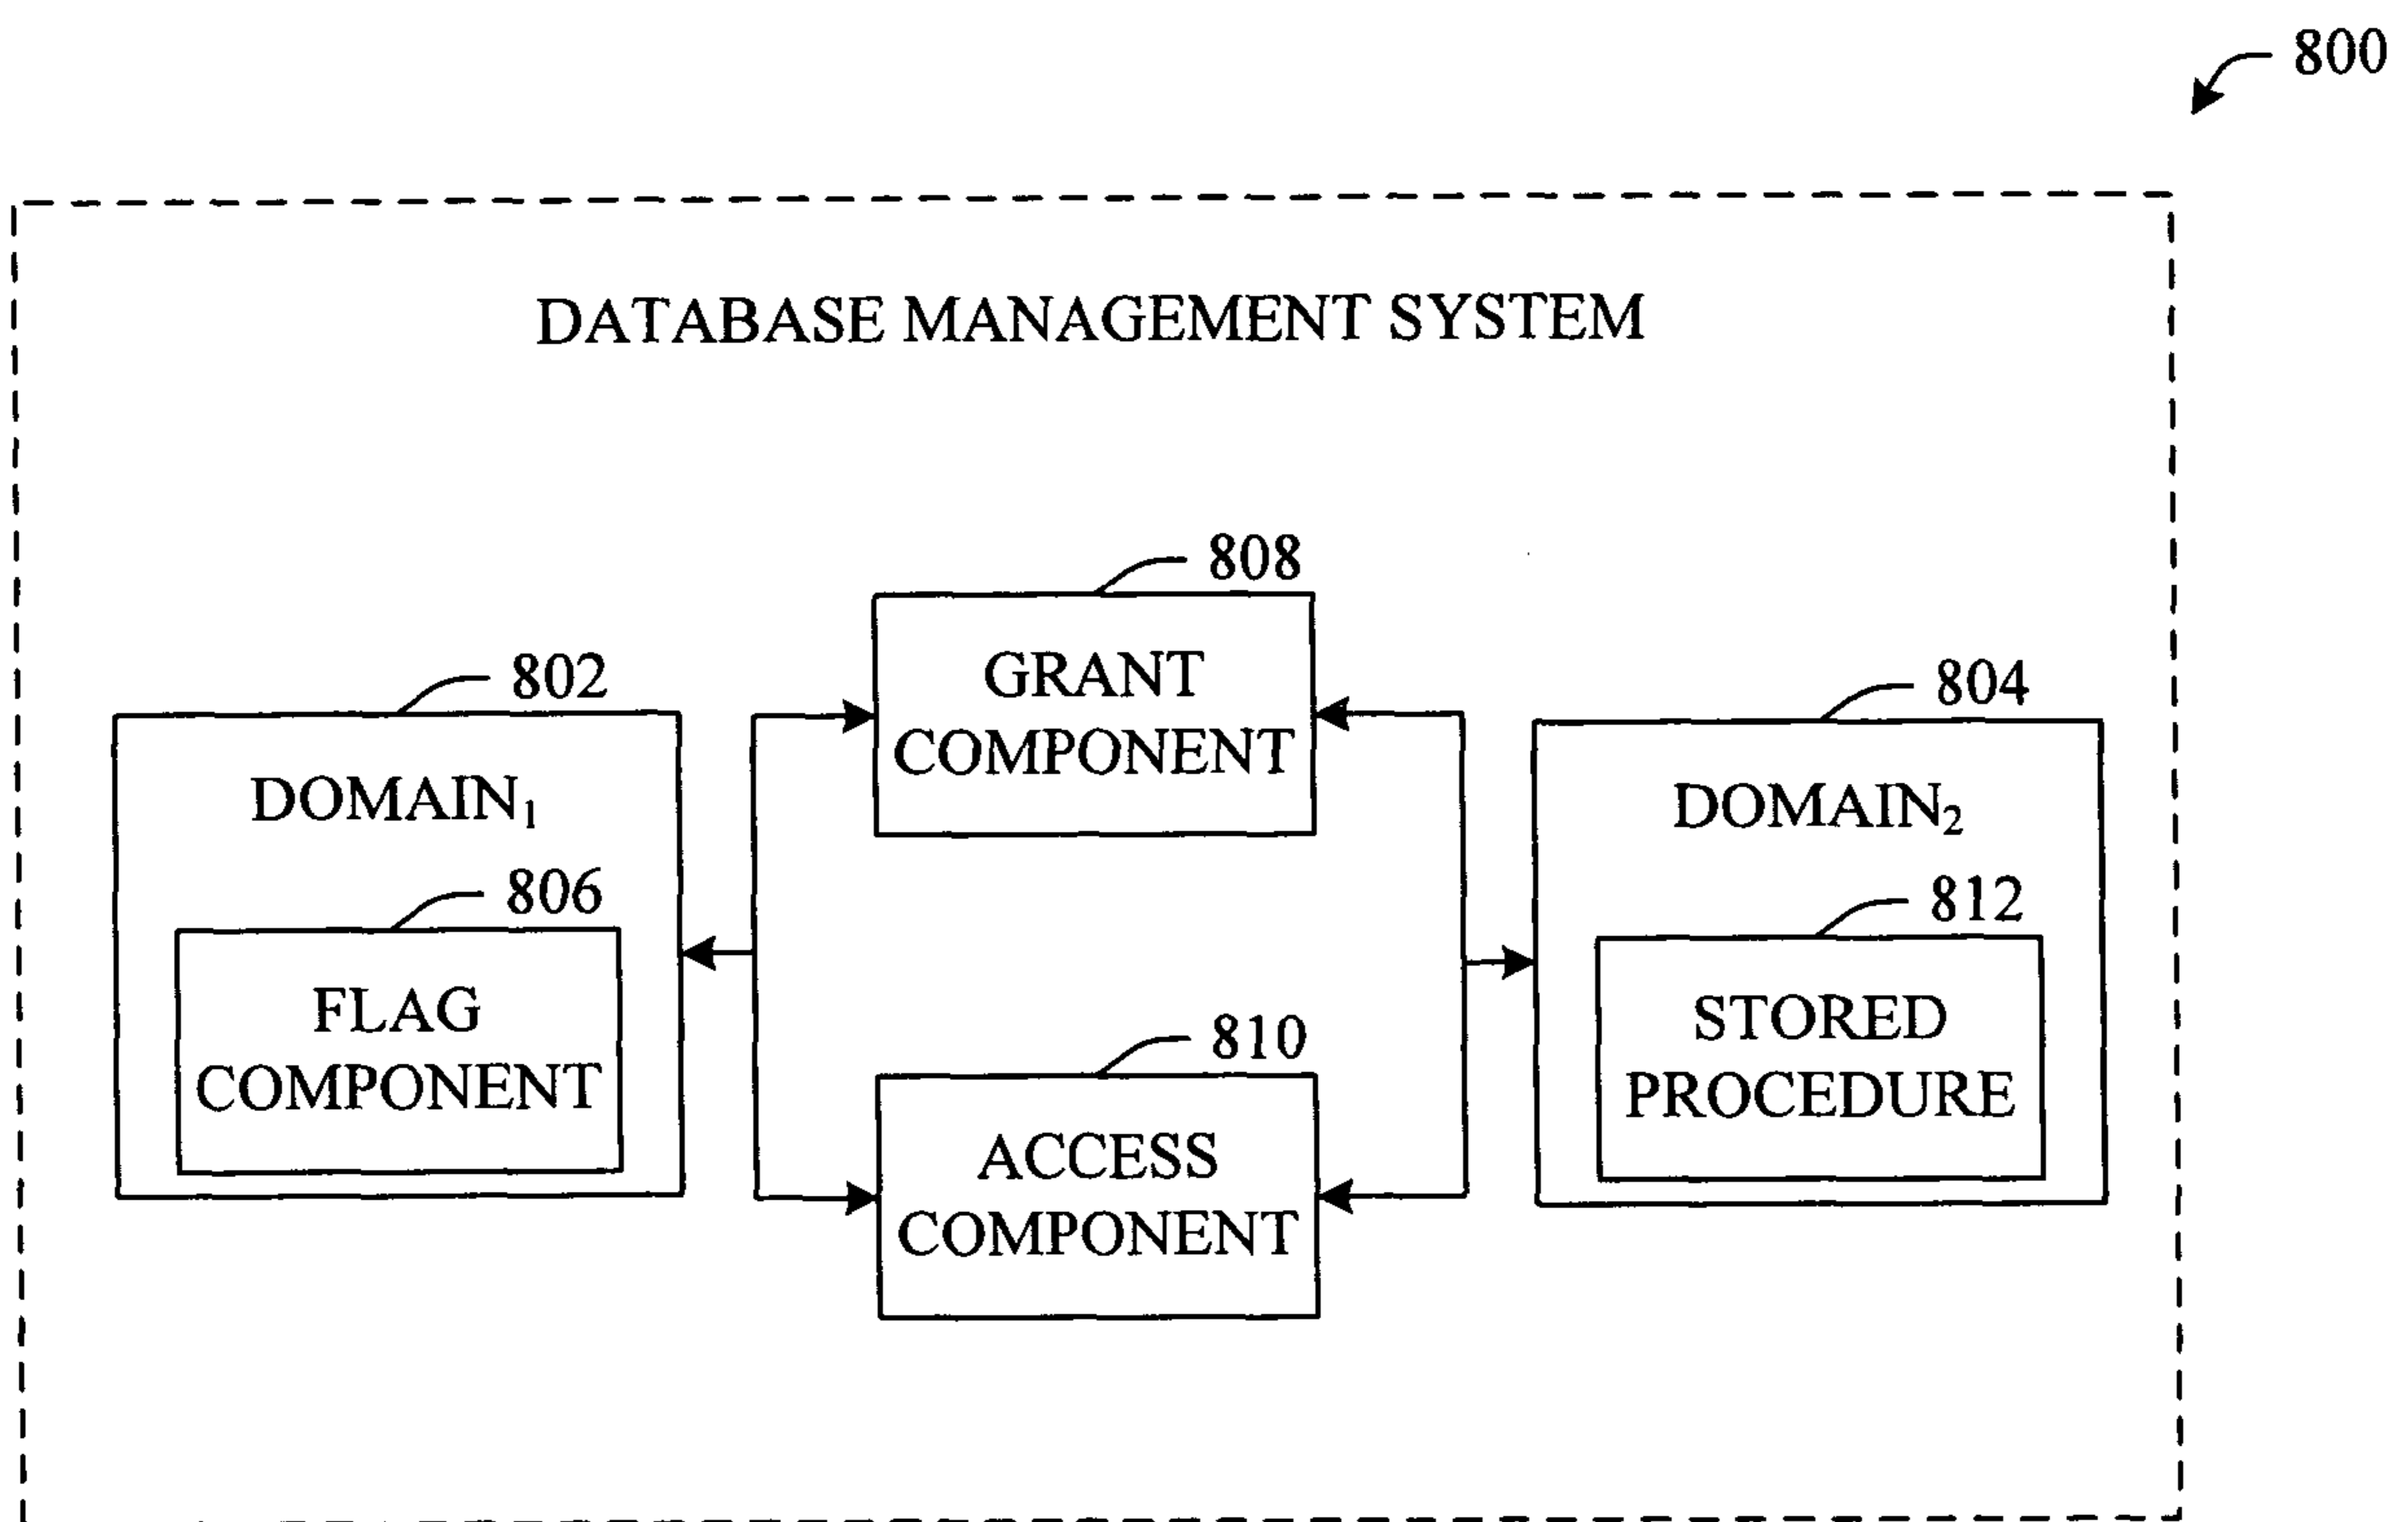 800
DATABASE MANAGEMENT SYSTEM
808
GRANT
COMPONENT
802
DOMAIN₁
806
FLAG
COMPONENT
810
ACCESS
COMPONENT
804
DOMAIN₂
812
STORED
PROCEDURE